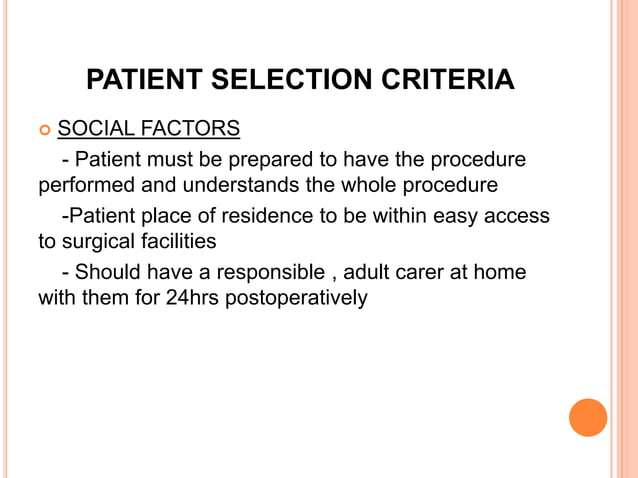 PATIENT SELECTION CRITERIA
SOCIAL FACTORS
- Patient must be prepared to have the procedure
performed and understands the whole procedure
-Patient place of residence to be within easy access
to surgical facilities
- Should have a responsible , adult carer at home
with them for 24hrs postoperatively